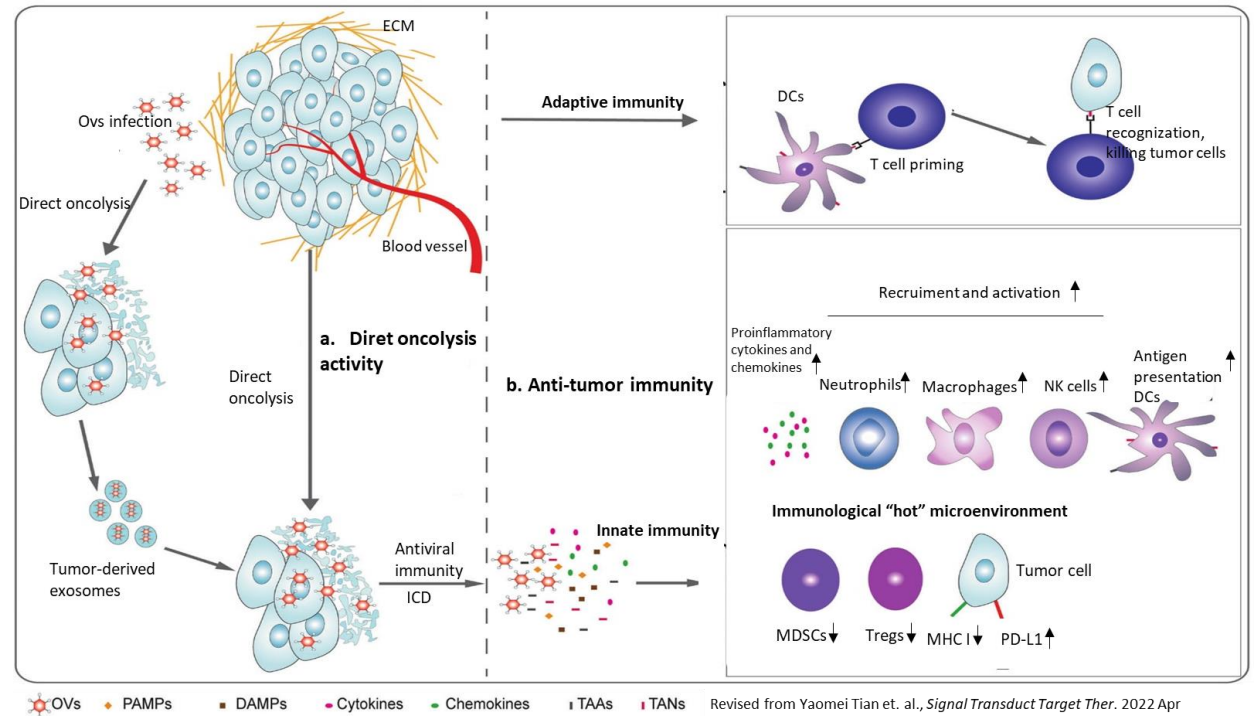 ECM
Ovs infection
Direct oncolysis
Blood vessel
a. Diret oncolysis
activity
Direct
oncolysis
Tumor-derived
exosomes
Antiviral
immunity
ICD
Adaptive immunity
b. Anti-tumor immunity
Innate immunity
DCs
T cell priming
T cell
recognization,
killing tumor cells
Recruiment and activation
Proinflammatory
cytokines and
chemokines
Neutrophils
Macrophages
NK cells
Antigen
presentation
DCs
Immunological “hot” microenvironment
Tumor cell
MDSCs
Tregs
MHC I
PD-L1
OVs PAMPs DAMPs Cytokines Chemokines TAAs TANs Revised from Yaomei Tian et. al., Signal Transduct Target Ther. 2022 Apr